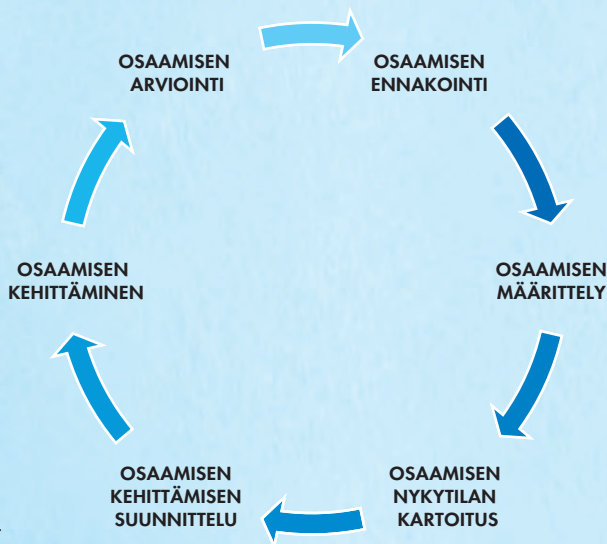 OSAAMISEN
ARVIOINTI
OSAAMISEN
ENNAKOINTI
OSAAMISEN
MÄÄRITTELY
OSAAMISEN
NYKYTILAN
KARTOITUS
OSAAMISEN
KEHITTÄMISEN
SUUNNITTELU
OSAAMISEN
KEHITTÄMINEN